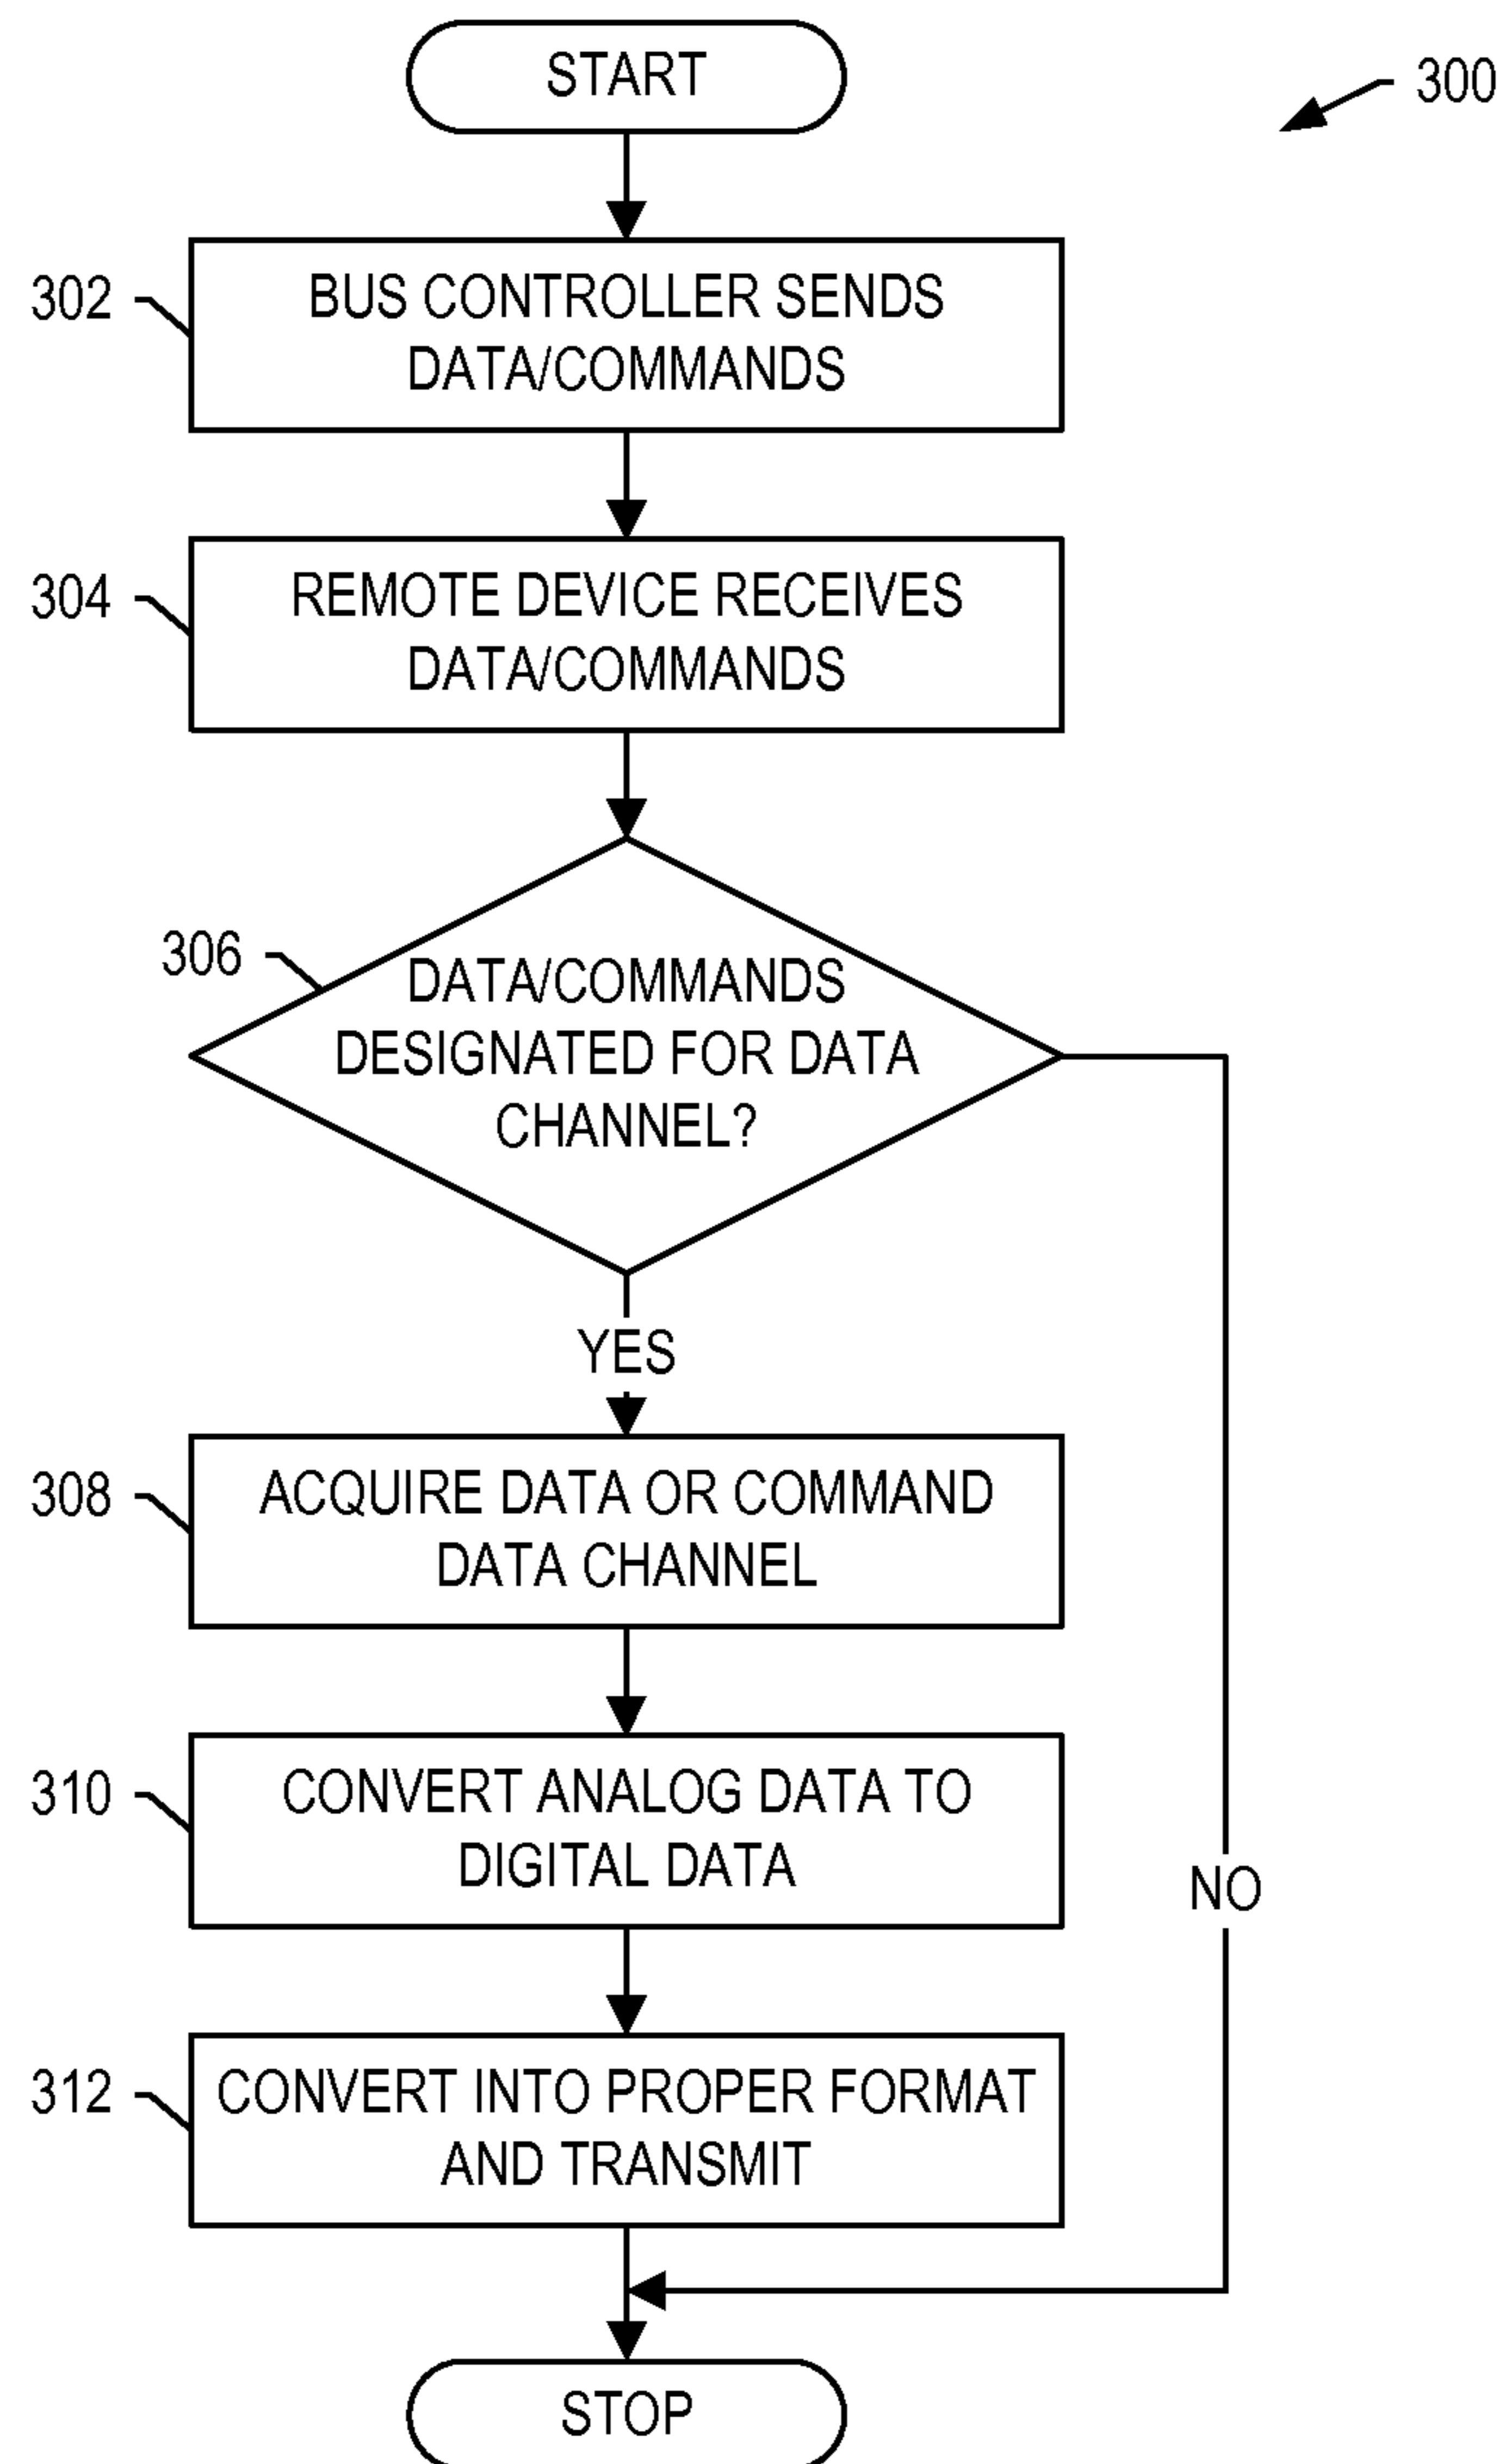 START
300
302
BUS CONTROLLER SENDS
DATA/COMMANDS
304
REMOTE DEVICE RECEIVES
DATA/COMMANDS
306
DATA/COMMANDS
DESIGNATED FOR DATA
CHANNEL?
YES
308
ACQUIRE DATA OR COMMAND
DATA CHANNEL
310
CONVERT ANALOG DATA TO
DIGITAL DATA
NO
312
CONVERT INTO PROPER FORMAT
AND TRANSMIT
STOP